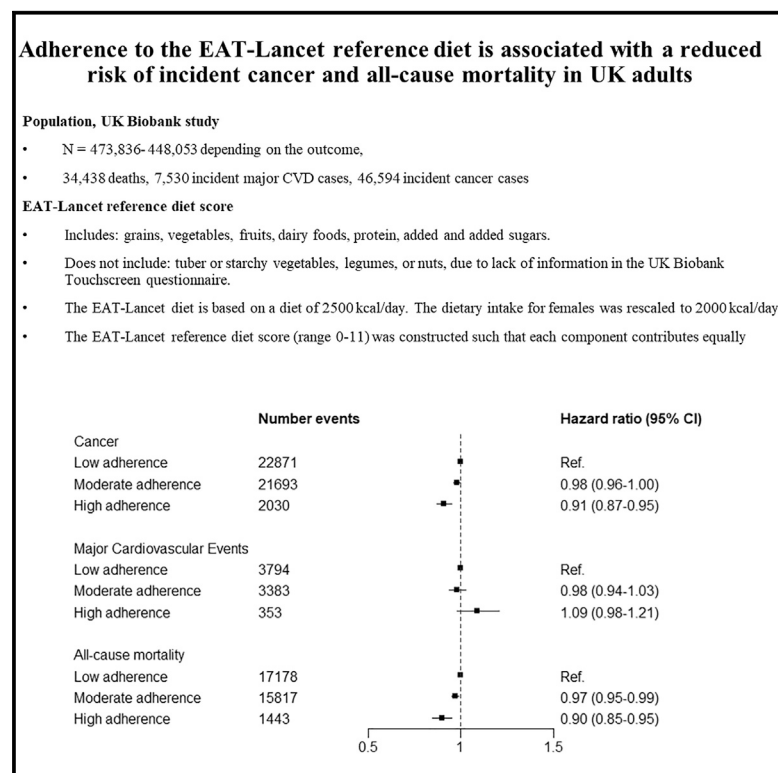 Adherence to the EAT-Lancet reference diet is associated with a reduced
risk of incident cancer and all-cause mortality in UK adults
Population, UK Biobank study
• N = 473,836-448,053 depending on the outcome,
• 34,438 deaths, 7,530 incident major CVD cases, 46,594 incident cancer cases
EAT-Lancet reference diet score
• Includes: grains, vegetables, fruits, dairy foods, protein, added and added sugars.
• Does not include: tuber or starchy vegetables, legumes, or nuts, due to lack of information in the UK Biobank
Touchscreen questionnaire.
• The EAT-Lancet diet is based on a diet of 2500 kcal/day. The dietary intake for females was rescaled to 2000 kcal/day
• The EAT-Lancet reference diet score (range 0-11) was constructed such that each component contributes equally
Number events Hazard ratio (95% CI)
Cancer
Low adherence 22871 Ref.
Moderate adherence 21693 0.98 (0.96-1.00)
High adherence 2030 0.91 (0.87-0.95)
Major Cardiovascular Events
Low adherence 3794 Ref.
Moderate adherence 3383 0.98 (0.94-1.03)
High adherence 353 1.09 (0.98-1.21)
All-cause mortality
Low adherence 17178 Ref.
Moderate adherence 15817 0.97 (0.95-0.99)
High adherence 1443 0.90 (0.85-0.95)
0.5 1 1.5